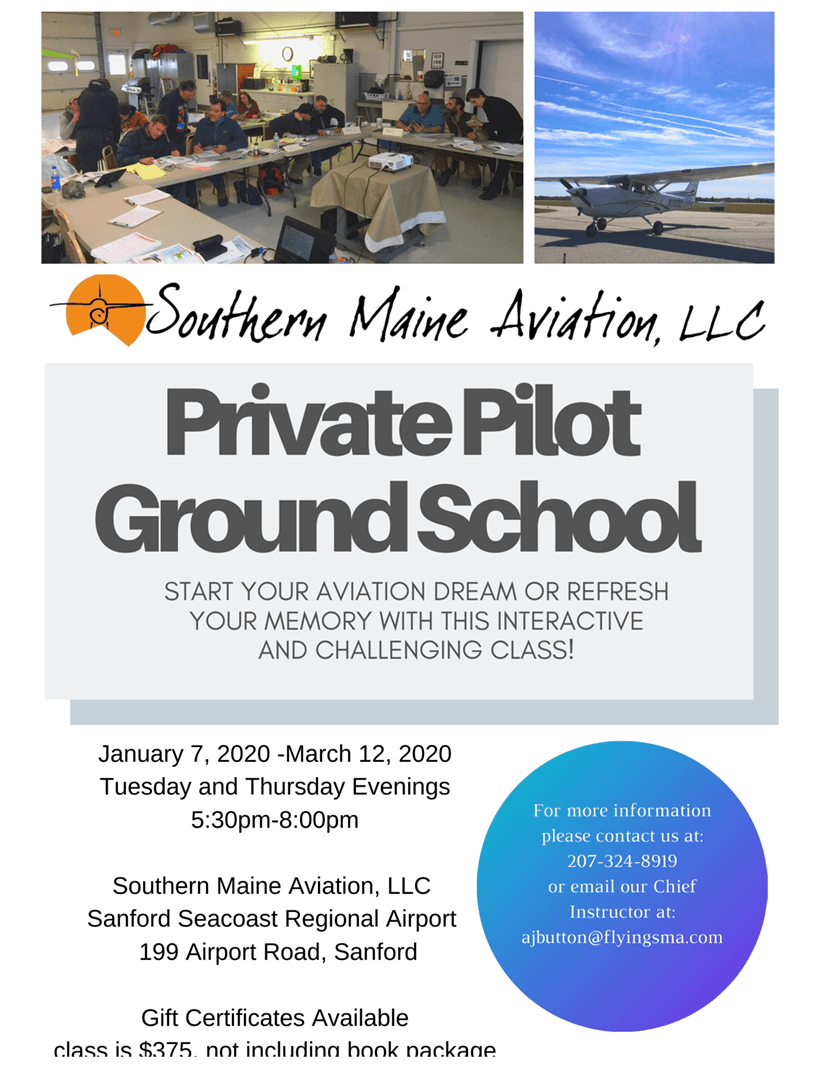 Southern Maine Aviation, LLC
Private Pilot
Ground School
START YOUR AVIATION DREAM OR REFRESH
YOUR MEMORY WITH THIS INTERACTIVE
AND CHALLENGING CLASS!
January 7, 2020 -March 12, 2020
Tuesday and Thursday Evenings
5:30pm-8:00pm
Southern Maine Aviation, LLC
Sanford Seacoast Regional Airport
199 Airport Road, Sanford
Gift Certificates Available
class is $375, not including book package
For more information
please contact us at:
207-324-8919
or email our Chief
Instructor at:
ajbutton@flyingsma.com